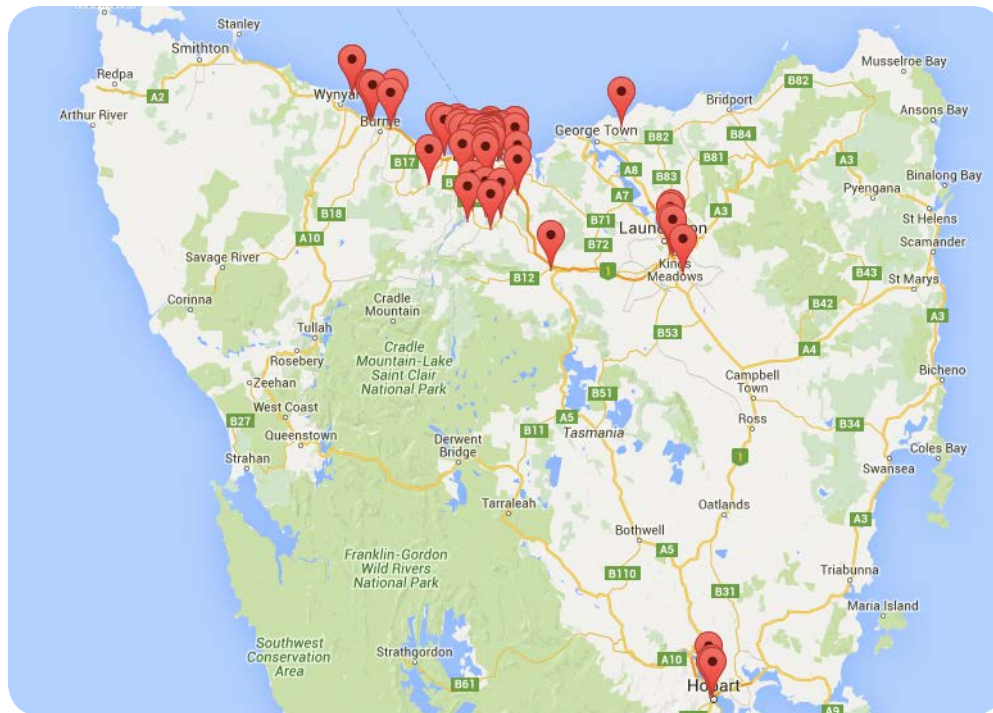 Stanley
Smithton
Musselroe Bay
Redpa
B82
A2
Wynyar
Bridport
Ansons Bay
Arthur River
Burnie
George Town
B82
B84
B17
A8
B81
A3
B83
Binalong Bay
A7
Pyengana
B18
B71
A3
St Helens
A10
Laun
on
B72
Scamander
Savage River
Kings
Meadows
B43
B12
1
St Marys
Corinna
Cradle
Mountain
B42
A3
Tullah
B53
Rosebery
Cradle
Mountain-Lake
Saint Clair
National Park
A4
Bicheno
Zeehan
Campbell
Town
B51
West Coast
A5
B27
Ross
B34
Queenstown
Derwent
Bridge
B11
Tasmania
Coles Bay
Strahan
1
Swansea
Tarraleah
Oatlands
A3
Bothwell
Franklin-Gordon
Wild Rivers
National Park
A5
Triabunna
B110
B31
Maria Island
Southwest
Conservation
Area
Strathgordon
A10
B61
Hobart
A9